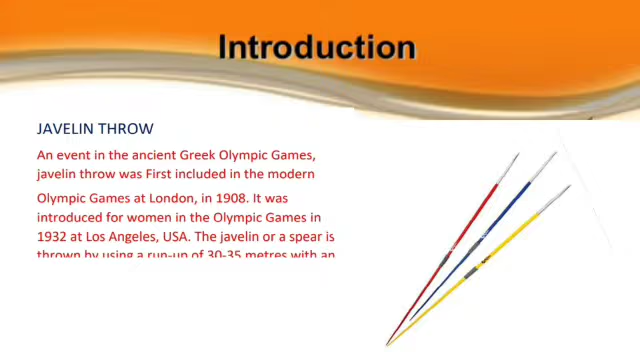 Introduction
JAVELIN THROW
An event in the ancient Greek Olympic Games,
javelin throw was First included in the modern
Olympic Games at London, in 1908. It was
introduced for women in the Olympic Games in
1932 at Los Angeles, USA. The javelin or a spear is
thrown by using a run-up of 30-35 metres with an